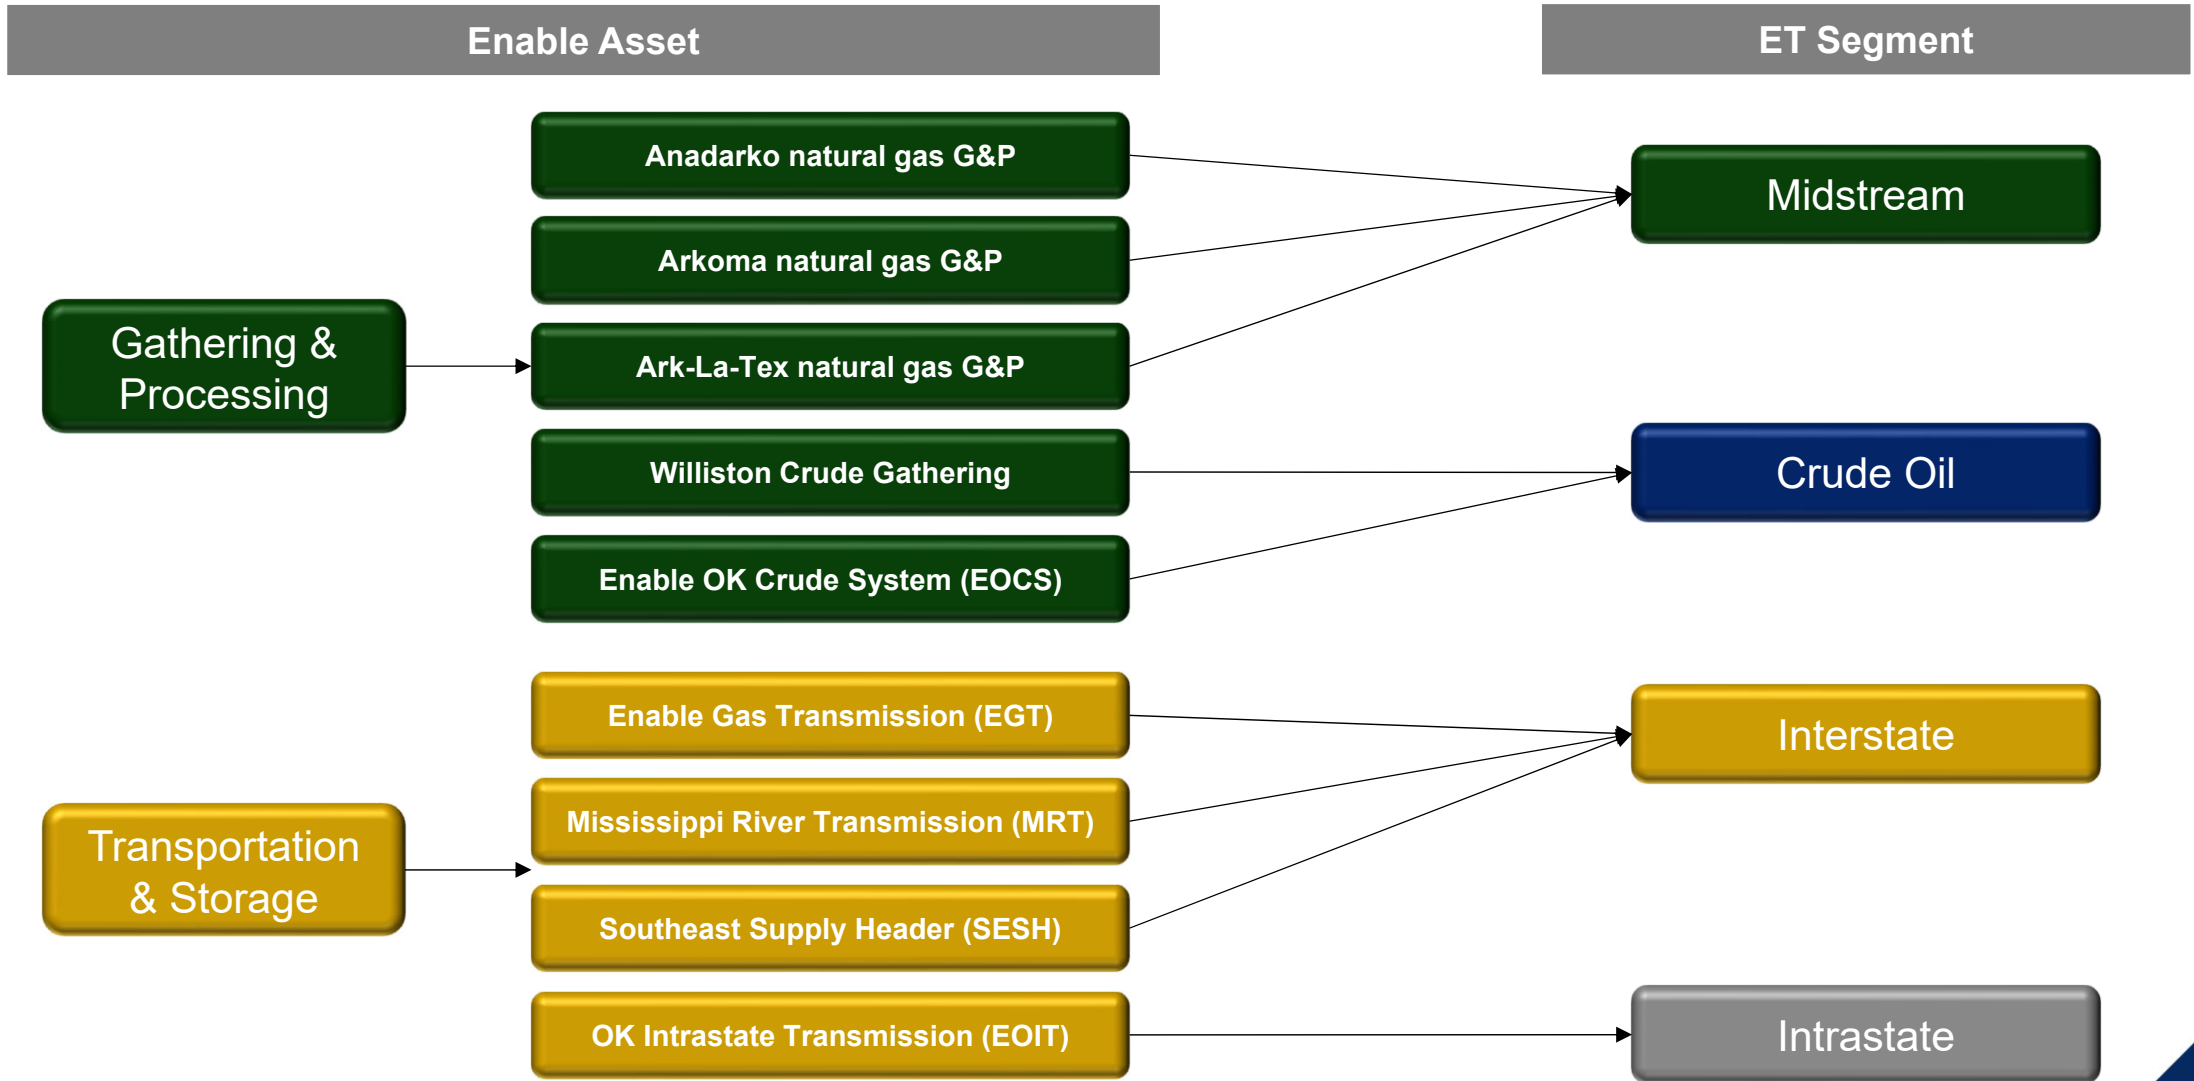 Enable Asset
ET Segment
Gathering &
Processing
Anadarko natural gas G&P
Arkoma natural gas G&P
Ark-La-Tex natural gas G&P
Williston Crude Gathering
Enable OK Crude System (EOCS)
Midstream
Crude Oil
Transportation
& Storage
Enable Gas Transmission (EGT)
Mississippi River Transmission (MRT)
Southeast Supply Header (SESH)
OK Intrastate Transmission (EOIT)
Interstate
Intrastate